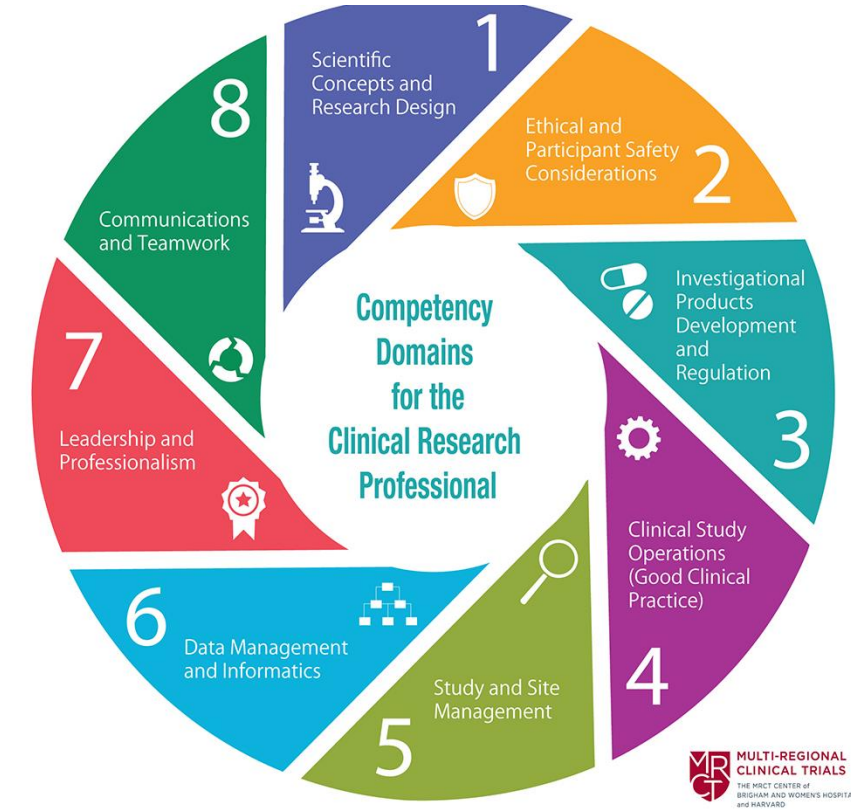 Competency
Domains
for the
Clinical Research
Professional
1
Scientific
Concepts and
Research Design
2
Ethical and
Participant Safety
Considerations
3
Investigational
Products
Development
and
Regulation
4
Clinical Study
Operations
(Good Clinical
Practice)
5
Study and Site
Management
6
Data Management
and Informatics
7
Leadership and
Professionalism
8
Communications
and Teamwork
MRCT
MULTI-REGIONAL
CLINICAL TRIALS
THE MRCT CENTER of
BRIGHAM AND WOMEN'S HOSPITA
and HARVARD